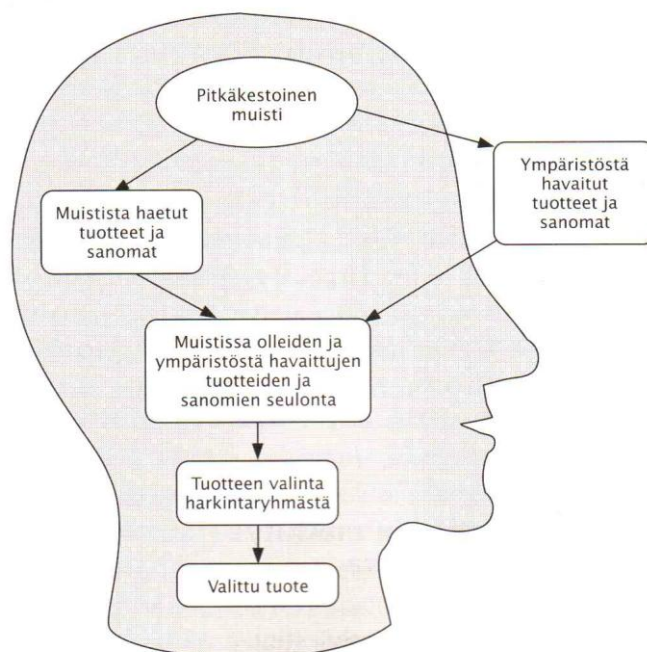 Pitkäkestoinen
muisti
Ympäristöstä
havaitut
tuotteet ja
sanomat
Muistista haetut
tuotteet ja
sanomat
Muistissa olleiden ja
ympäristöstä havaittujen
tuotteiden ja
sanomien seulonta
Tuotteen valinta
harkintaryhmästä
Valittu tuote